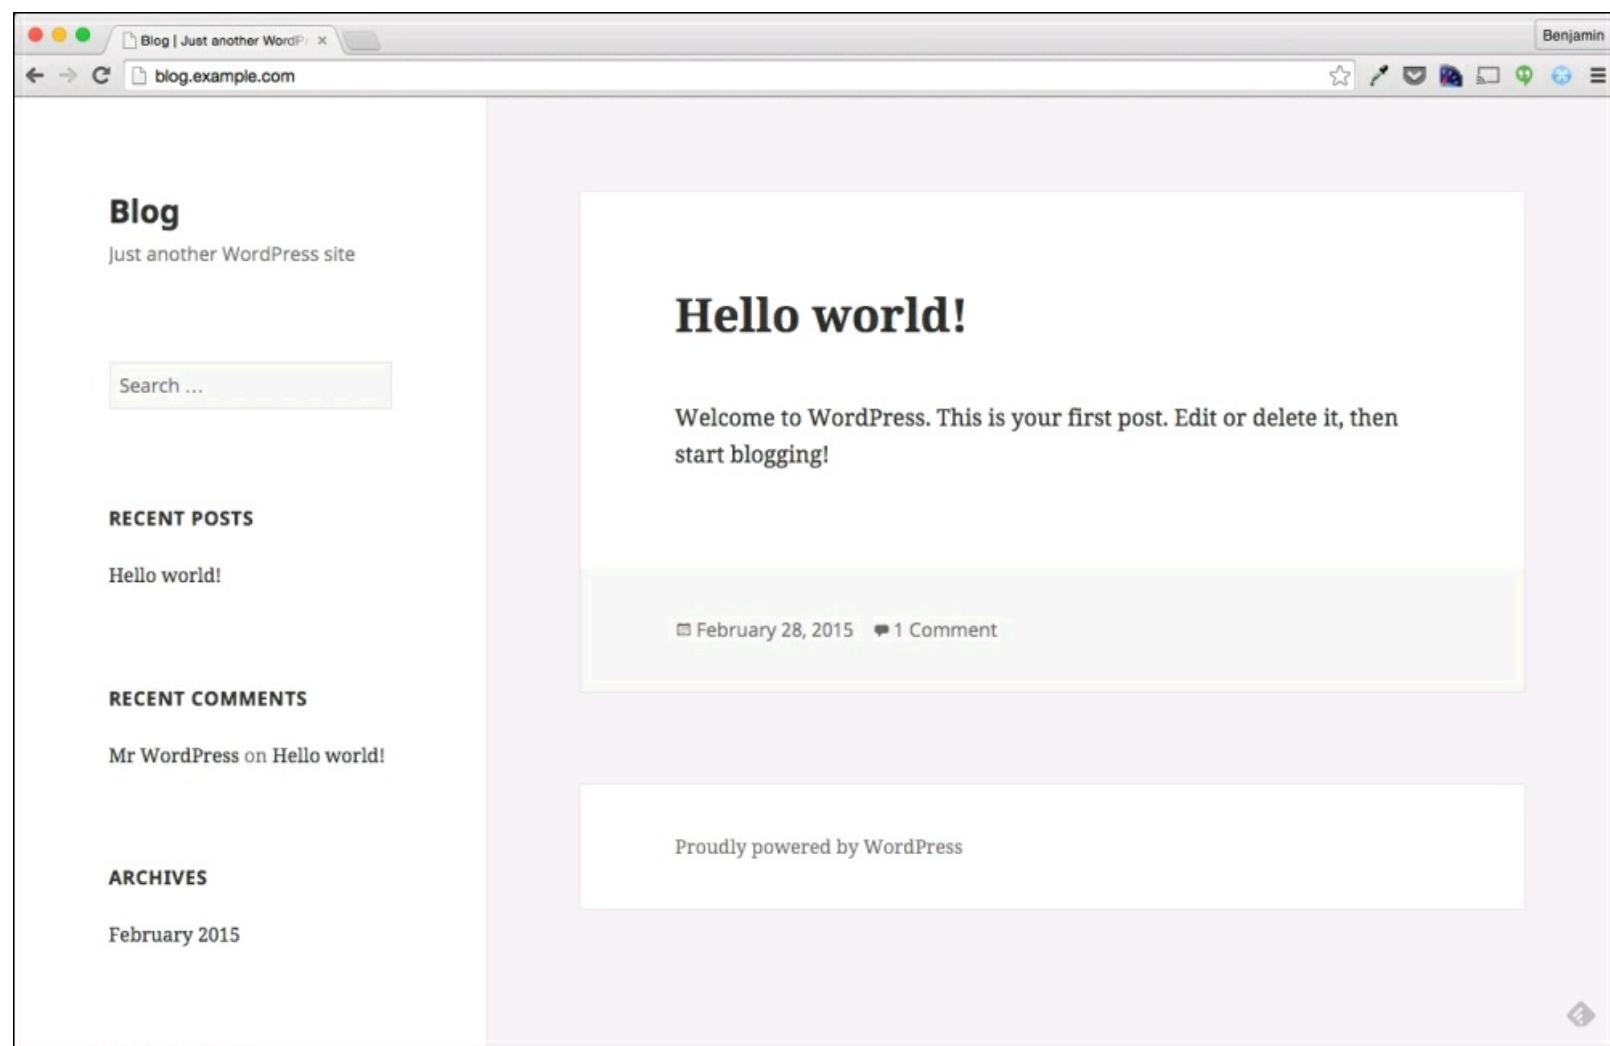 Blog | Just another WordPr
Benjamin
blog.example.com
Blog
Just another WordPress site
Search ...
RECENT POSTS
Hello world!
RECENT COMMENTS
Mr WordPress on Hello world!
ARCHIVES
February 2015
Hello world!
Welcome to WordPress. This is your first post. Edit or delete it, then
start blogging!
February 28, 2015 1 Comment
Proudly powered by WordPress